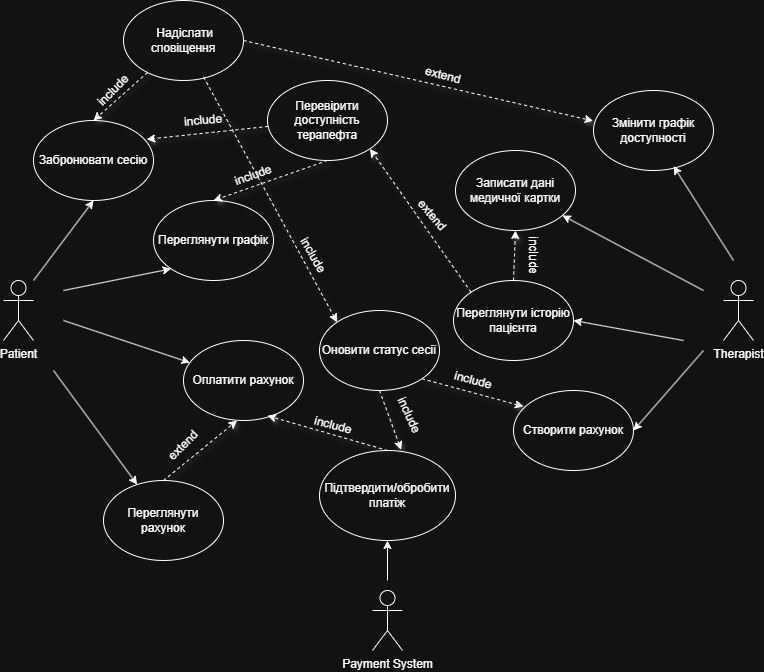 Надіслати
сповіщення
extend
include
Перевірити
доступність
терапефта
Змінити графік
доступності
include
Забронювати сесію
include
Записати дані
медичної картки
extend
Переглянути графік
include
include
Переглянути історію
пацієнта
Patient
Therapist
Оновити статус сесії
Оплатити рахунок
include
include
include
Створити рахунок
extend
Підтвердити/обробити
платіж
Переглянути
рахунок
Payment System